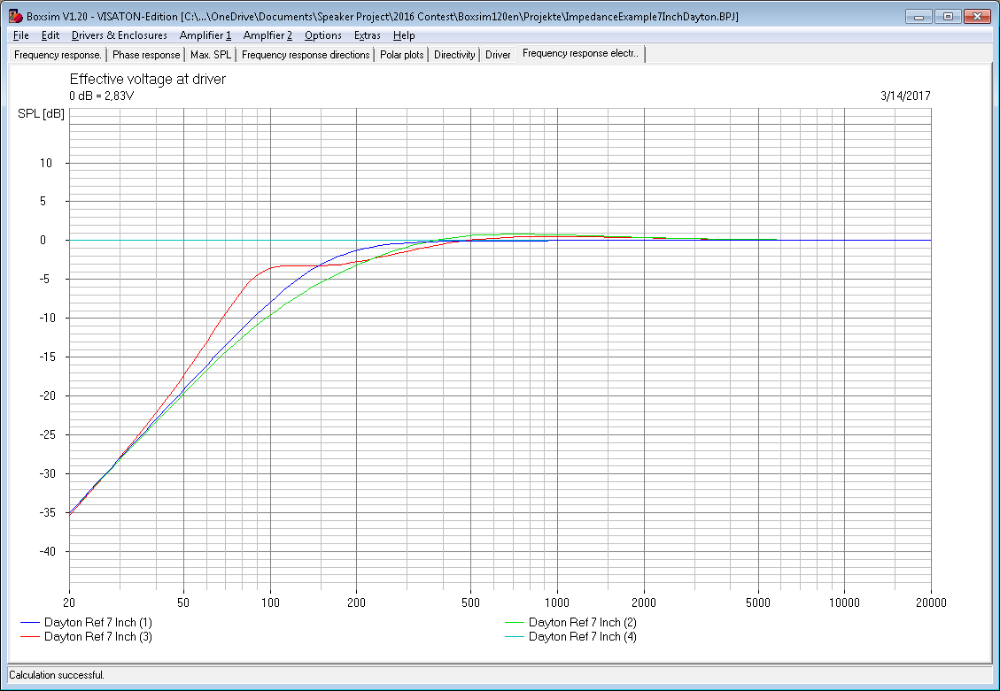 Boxsim V1.20 - VISATON-Edition [C:\...\OneDrive\Documents\Speaker Project\2016 Contest\Boxsim120en\Projekte\ImpedanceExample7InchDayton.BPJ]
File Edit Drivers & Enclosures Amplifier 1 Amplfier 2 Options Extras Help
Frequency response. Phase response Max. SPL Frequency response directions Polar plots Directivity Driver Frequency response electr..
Effective voltage at driver
0 dB = 2,83V 3/14/2017
SPL [dB]
10
5
0
-5
-10
-15
-20
-25
-30
-35
-40
20 50 100 200 500 1000 2000 5000 10000 20000
Dayton Ref 7 Inch (1) Dayton Ref 7 Inch (2)
Dayton Ref 7 Inch (3) Dayton Ref 7 Inch (4)
Calculation successful.